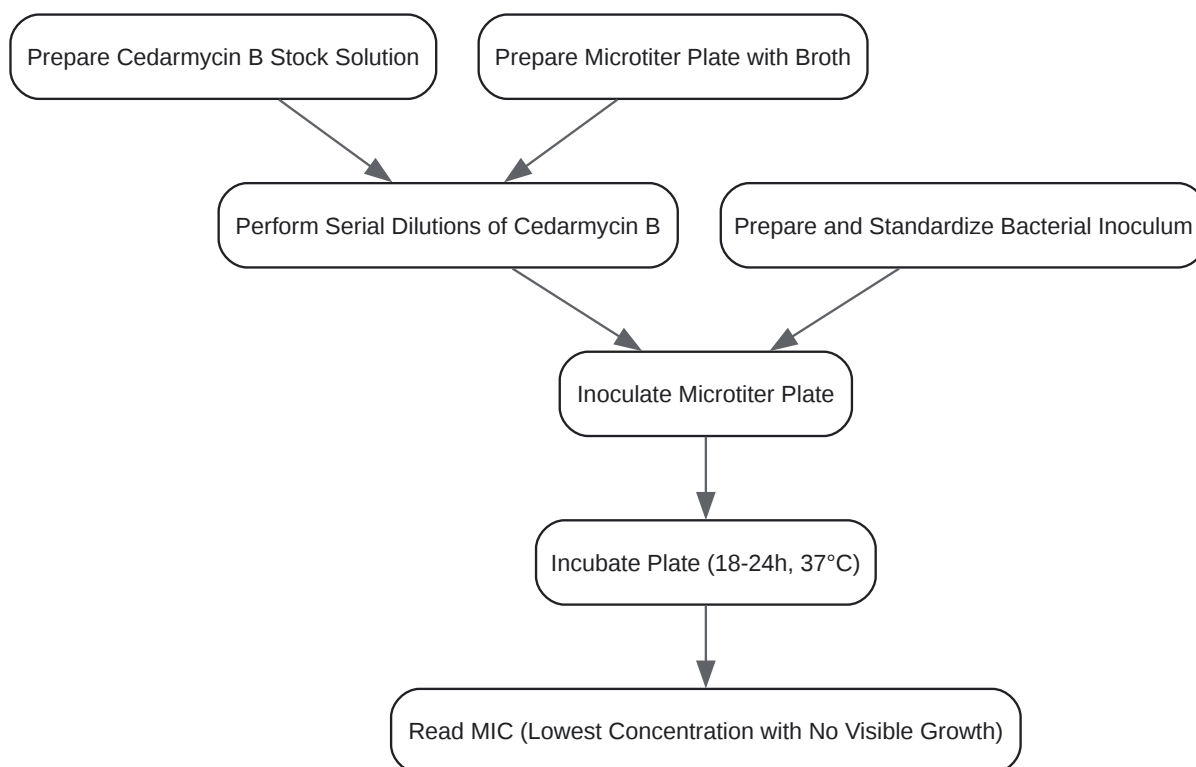 Prepare Cedarmycin B Stock Solution
Prepare Microtiter Plate with Broth
Perform Serial Dilutions of Cedarmycin B
Prepare and Standardize Bacterial Inoculum
Inoculate Microtiter Plate
Incubate Plate (18-24h, 37°C)
Read MIC (Lowest Concentration with No Visible Growth)